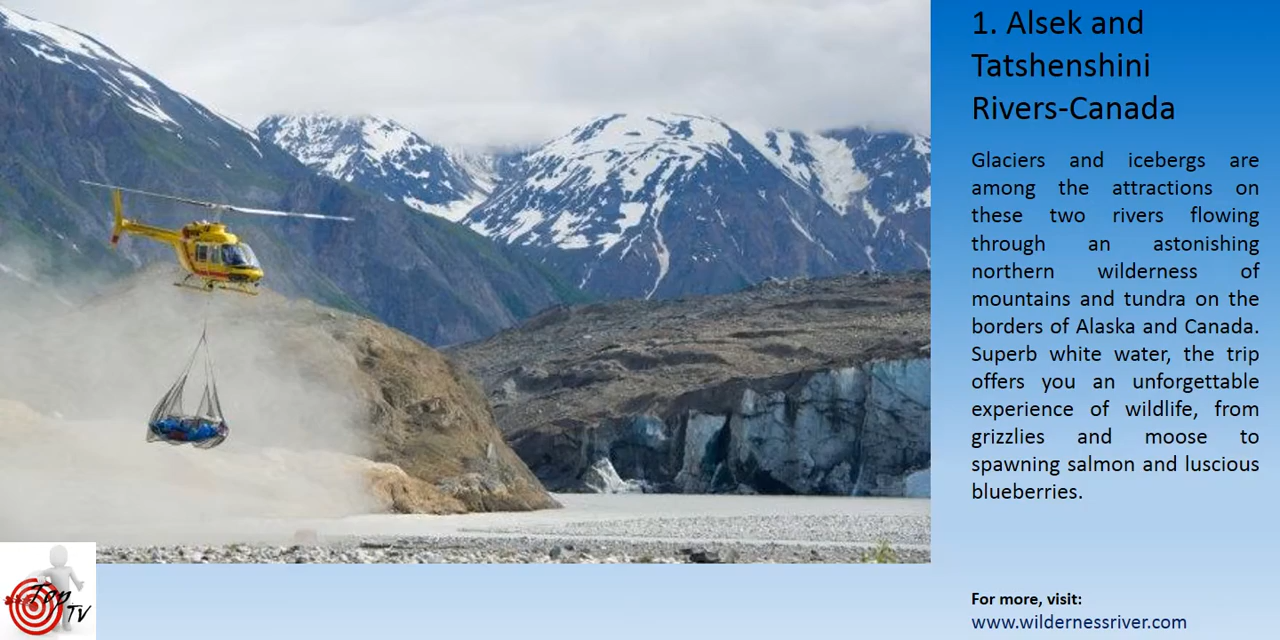 1. Alsek and
Tatshenshini
Rivers-Canada
Glaciers and icebergs are
among the attractions on
these two rivers flowing
through an astonishing
northern wilderness of
mountains and tundra on the
borders of Alaska and Canada.
Superb white water, the trip
offers you an unforgettable
experience of wildlife, from
grizzlies and moose to
spawning salmon and luscious
blueberries.
For more, visit:
www.wildernessriver.com
Top
TV